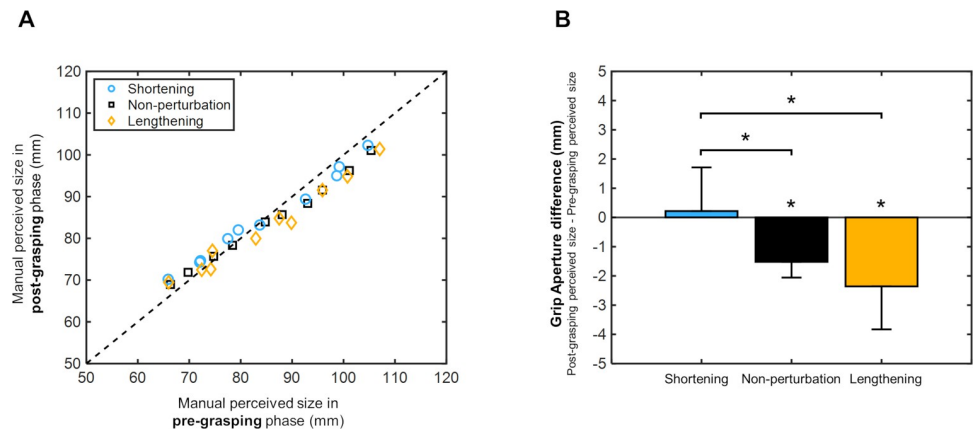 A
120
110
100
90
80
70
60
50
50
60
70
80
90
100
110
120
Shortening
Non-perturbation
Lengthening
Manual perceived size in
post-grasping phase (mm)
Manual perceived size in
pre-grasping phase (mm)
B
5
4
3
2
1
0
-1
-2
-3
-4
-5
Grip Aperture difference (mm)
Post-grasping perceived size - Pre-grasping perceived size
*
*
*
*
Shortening
Non-perturbation
Lengthening